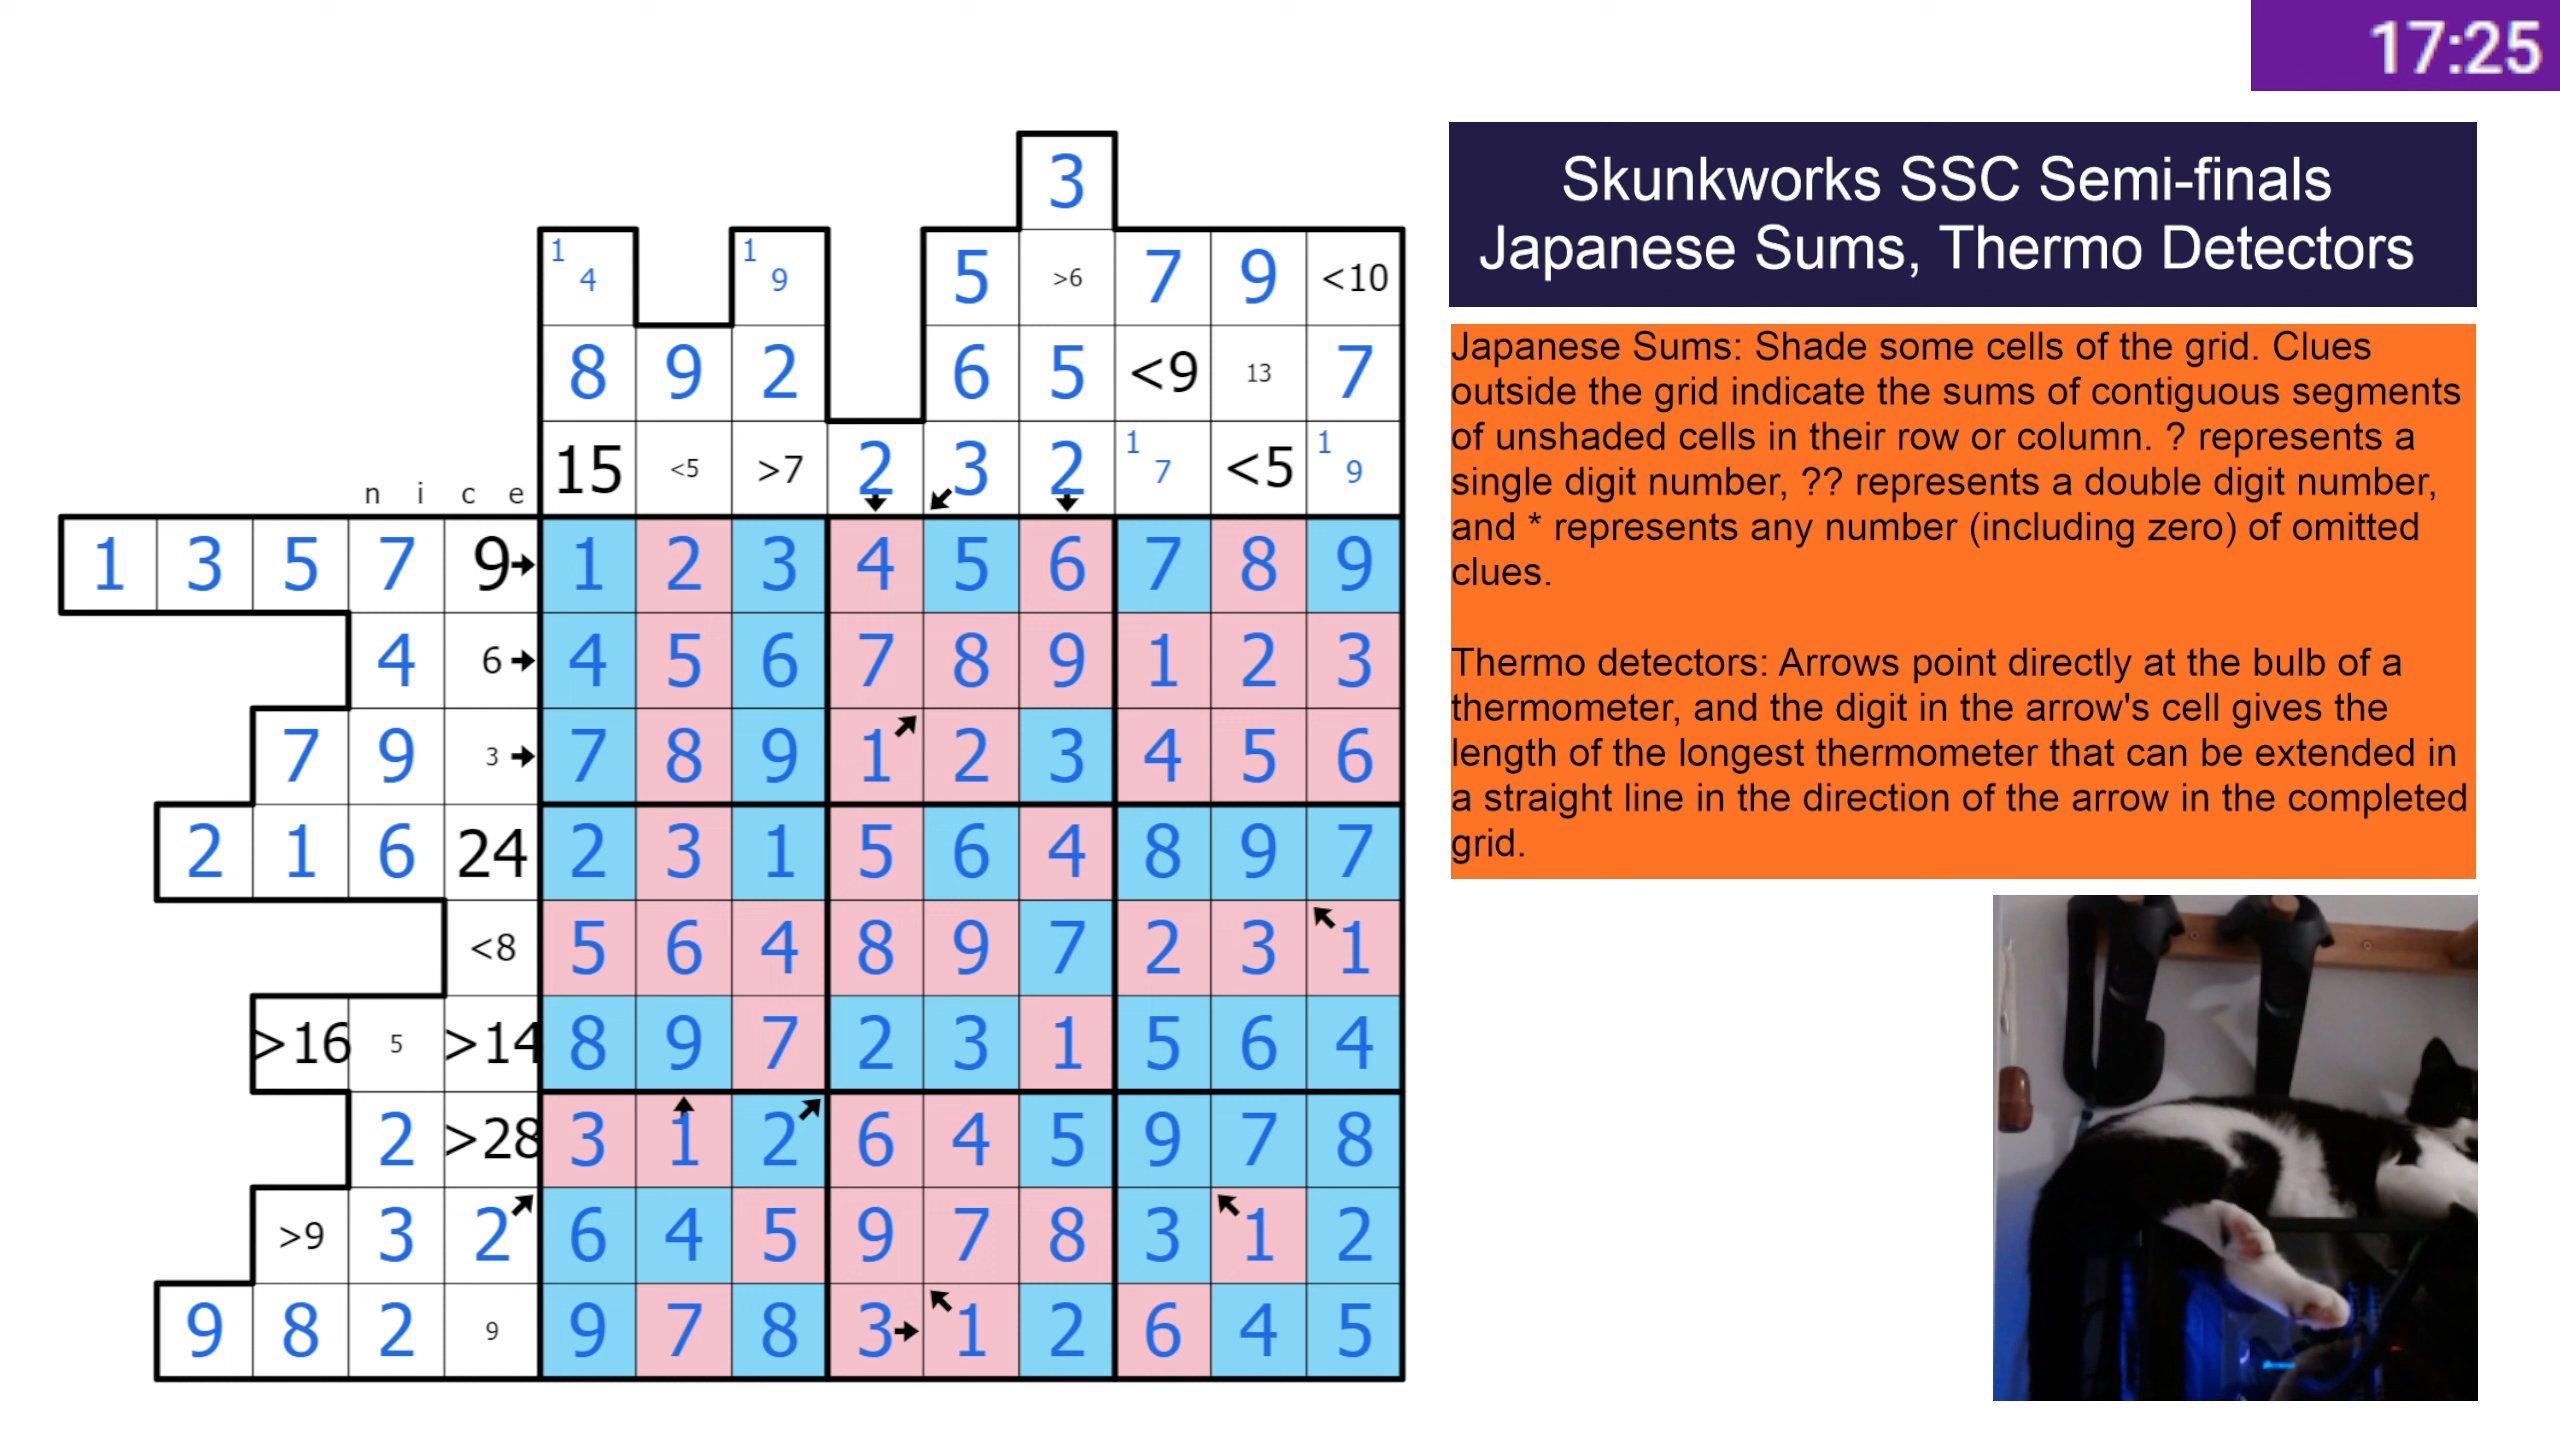 17:25
Skunkworks SSC Semi-finals
Japanese Sums, Thermo Detectors
Japanese Sums: Shade some cells of the grid. Clues
outside the grid indicate the sums of contiguous segments
of unshaded cells in their row or column. ? represents a
single digit number, ?? represents a double digit number,
and * represents any number (including zero) of omitted
clues.
Thermo detectors: Arrows point directly at the bulb of a
thermometer, and the digit in the arrow's cell gives the
length of the longest thermometer that can be extended in
a straight line in the direction of the arrow in the completed
grid.
3
14 19 5 >6 7 9 <10
8 9 2 6 5 <9 13 7
15 <5 >7 2 3 2 17 <5 19
n i c e
1 3 5 7 9 1 2 3 4 5 6 7 8 9
4 6 4 5 6 7 8 9 1 2 3
7 9 3 7 8 9 1 2 3 4 5 6
2 1 6 24 2 3 1 5 6 4 8 9 7
<8 5 6 4 8 9 7 2 3 1
>16 5 >14 8 9 7 2 3 1 5 6 4
2 >28 3 1 2 6 4 5 9 7 8
>9 3 2 6 4 5 9 7 8 3 1 2
9 8 2 9 9 7 8 3 1 2 6 4 5